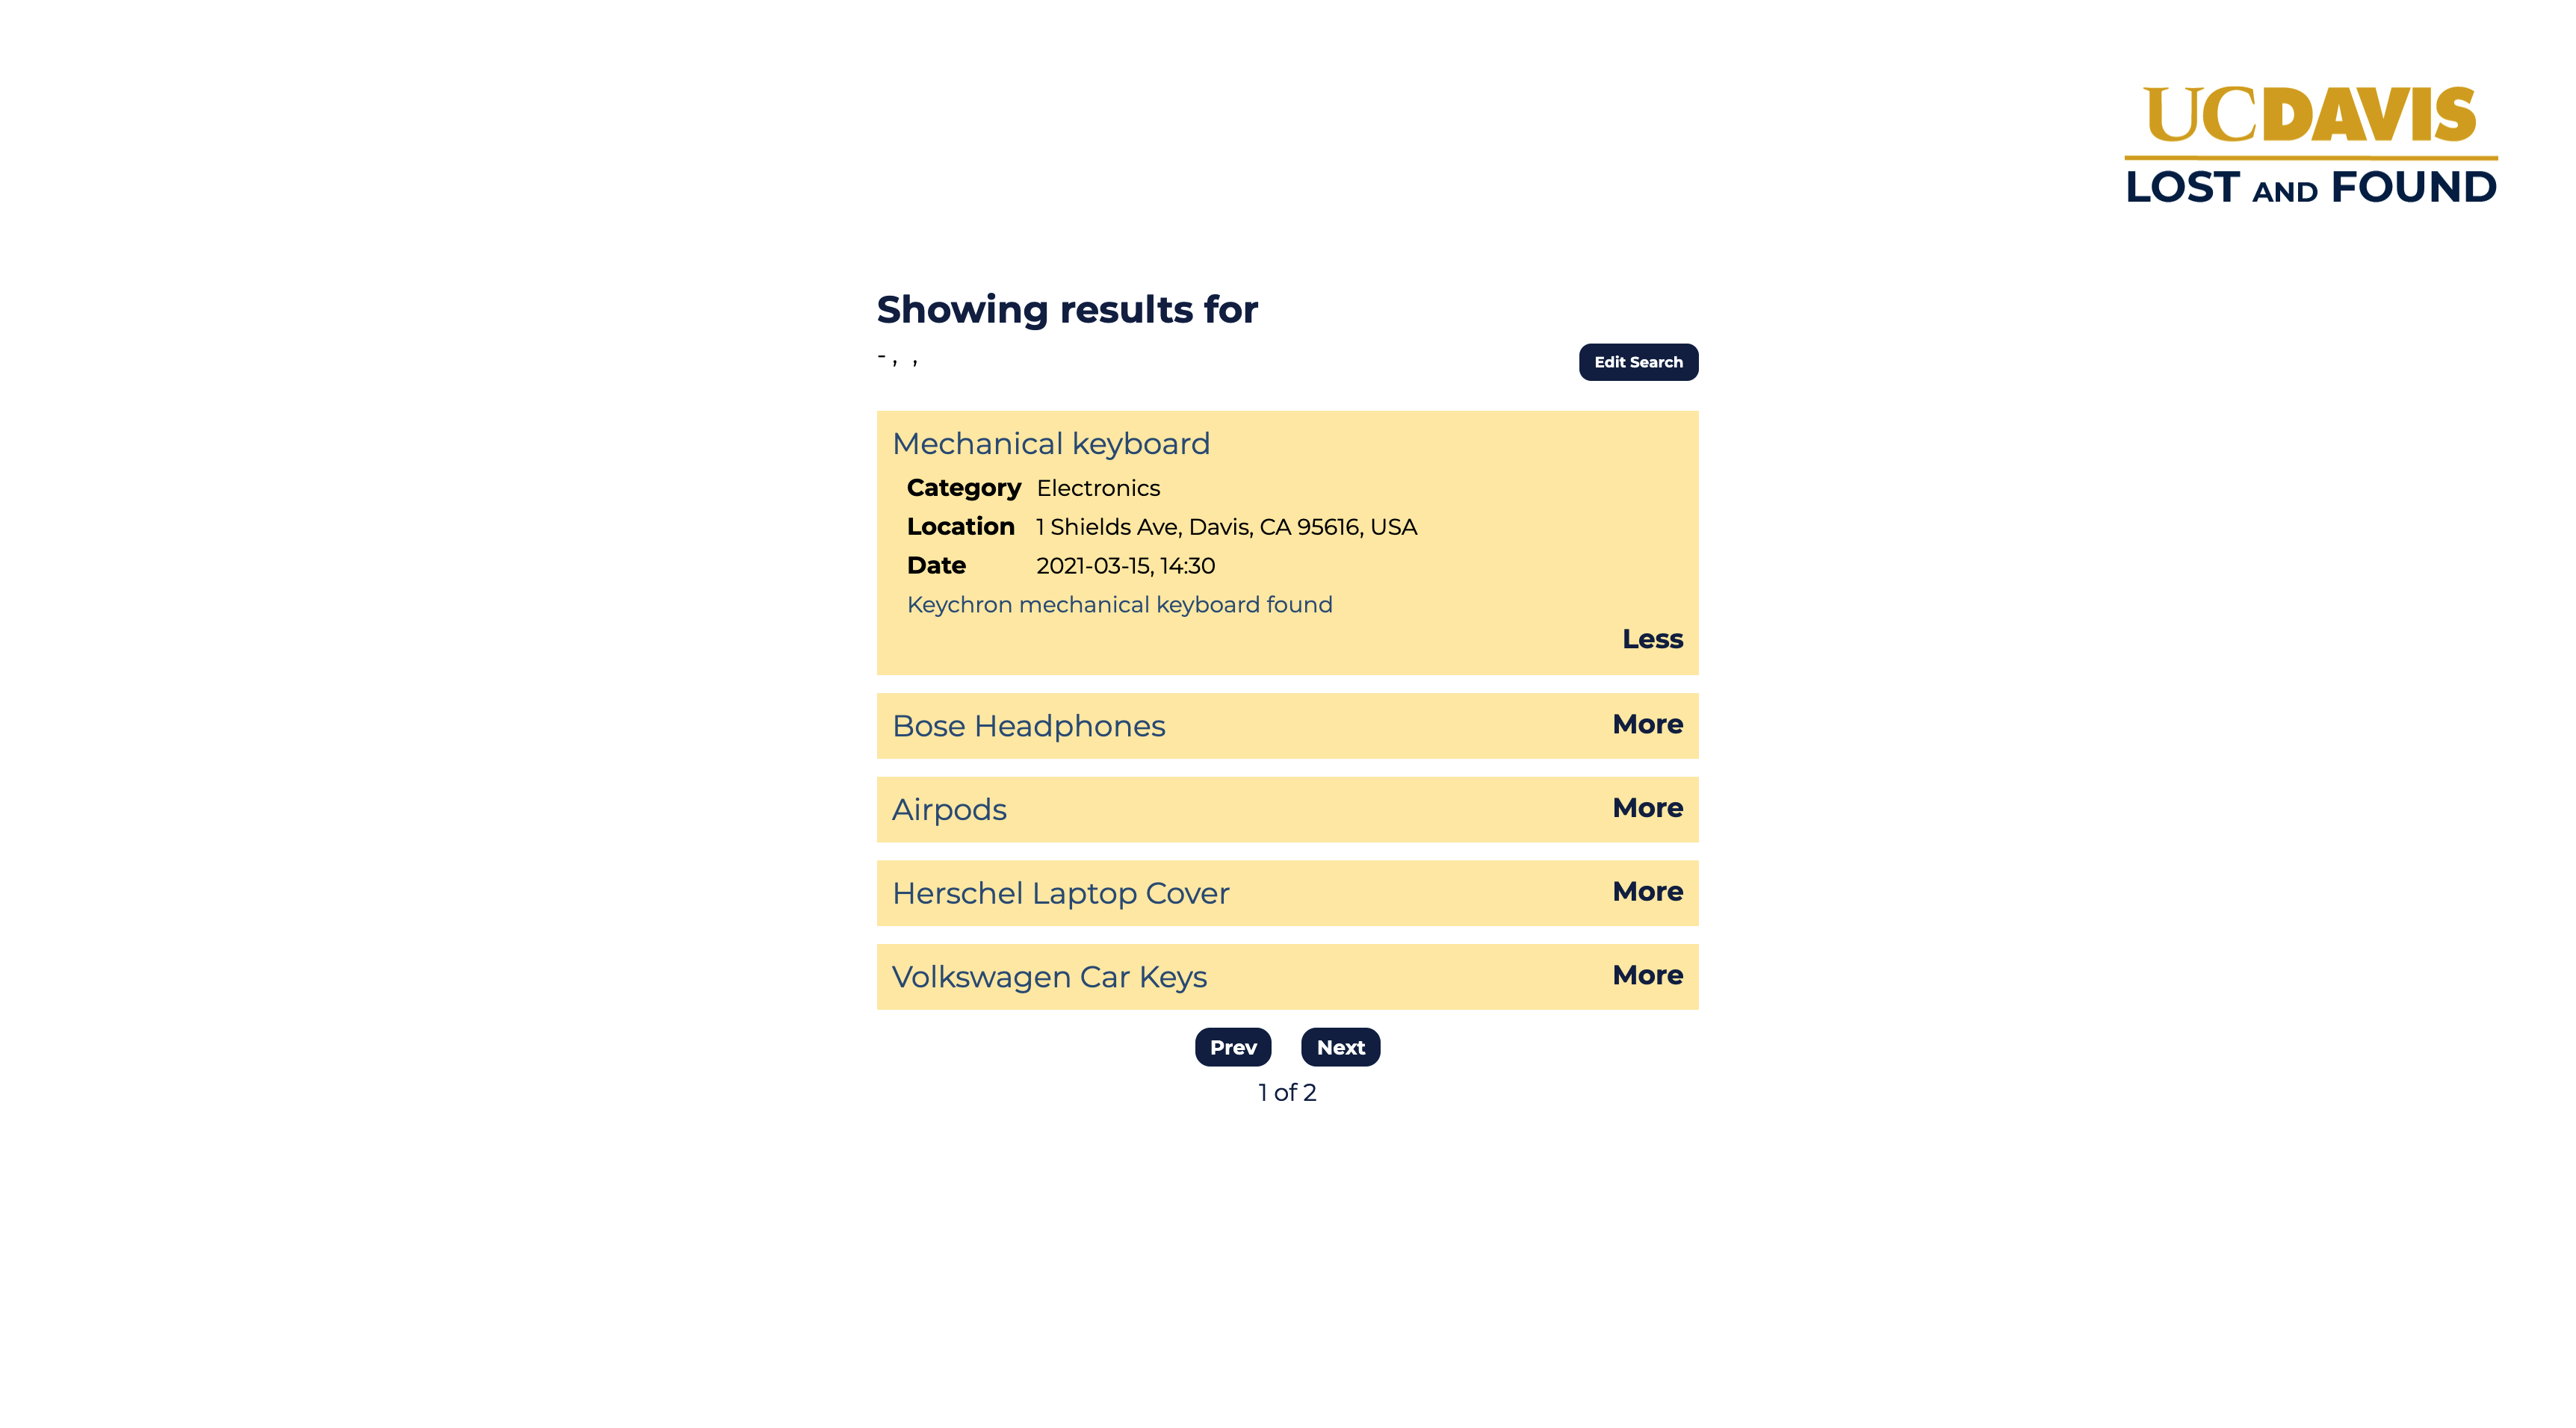 UCDAVIS
LOST AND FOUND
Showing results for
- ,  ,
Edit Search
Mechanical keyboard
Category Electronics
Location 1 Shields Ave, Davis, CA 95616, USA
Date 2021-03-15, 14:30
Keychron mechanical keyboard found
Less
Bose Headphones More
Airpods More
Herschel Laptop Cover More
Volkswagen Car Keys More
Prev Next
1 of 2